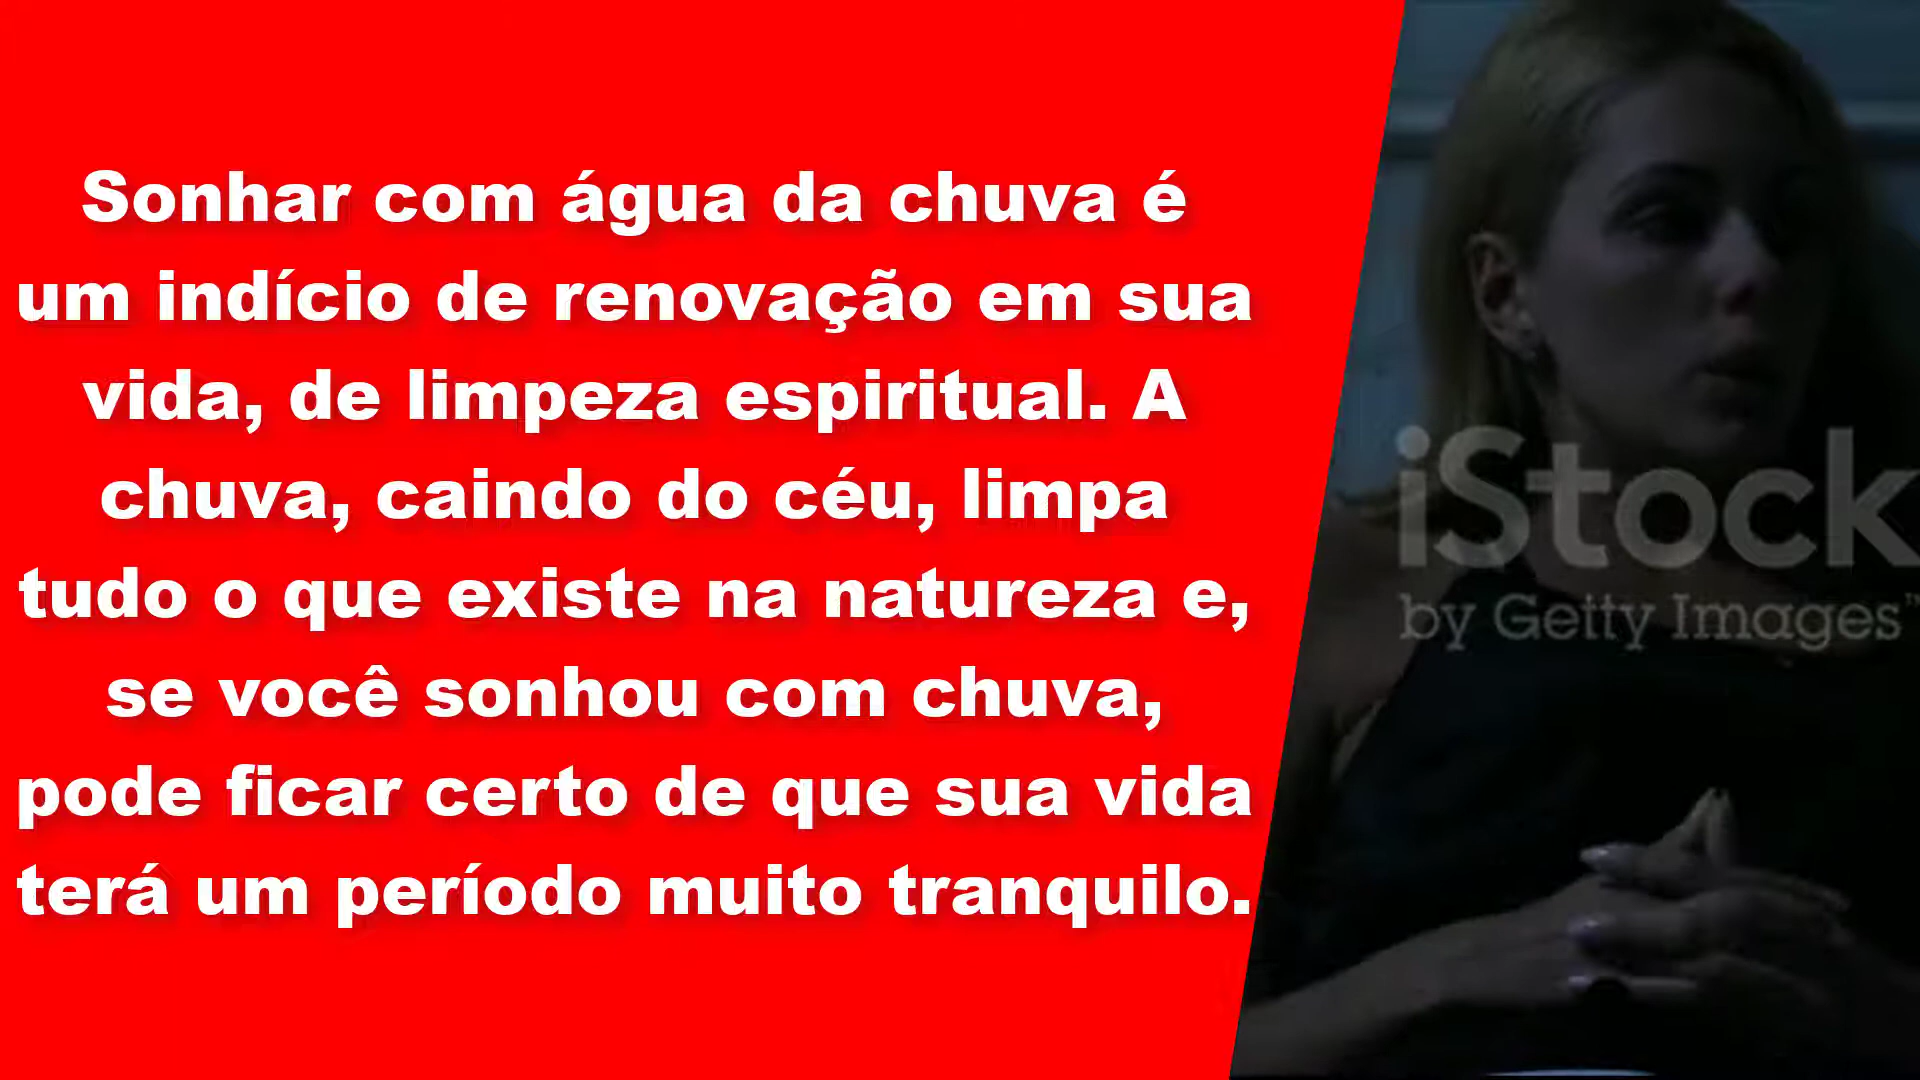 Sonhar com água da chuva é
um indício de renovação em sua
vida, de limpeza espiritual. A
chuva, caindo do céu, limpa
tudo o que existe na natureza e,
se você sonhou com chuva,
pode ficar certo de que sua vida
terá um período muito tranquilo.
iStock
by Getty Images™